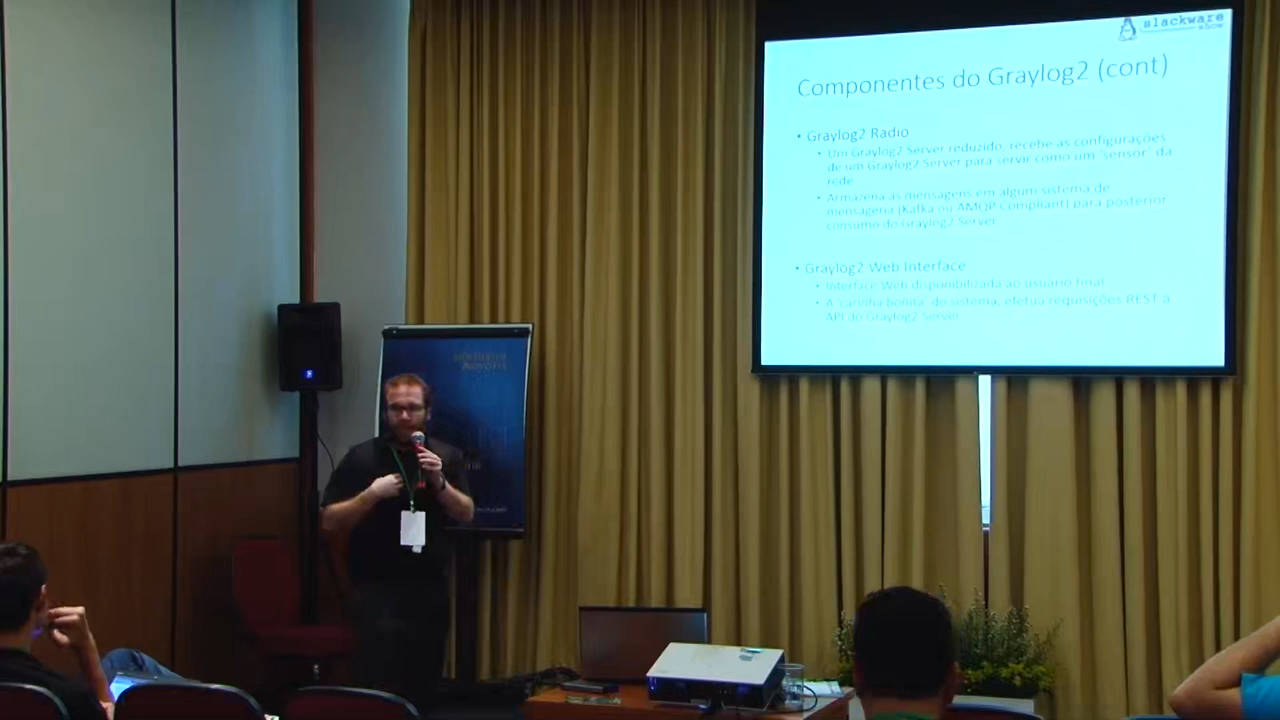 slackware
show
Componentes do Graylog2 (cont)
• Graylog2 Radio
• Um Graylog2 Server reduzido, recebe as configurações
de um Graylog2 Server para servir como um 'sensor' da
rede.
• Armazena as mensagens em algum sistema de
mensageria (Kafka ou AMQP Compliant) para posterior
consumo do Graylog2 Server.
• Graylog2 Web Interface
• Interface Web disponibilizada ao usuário final
• A 'carinha bonita' do sistema, efetua requisições REST à
API do Graylog2 Server.